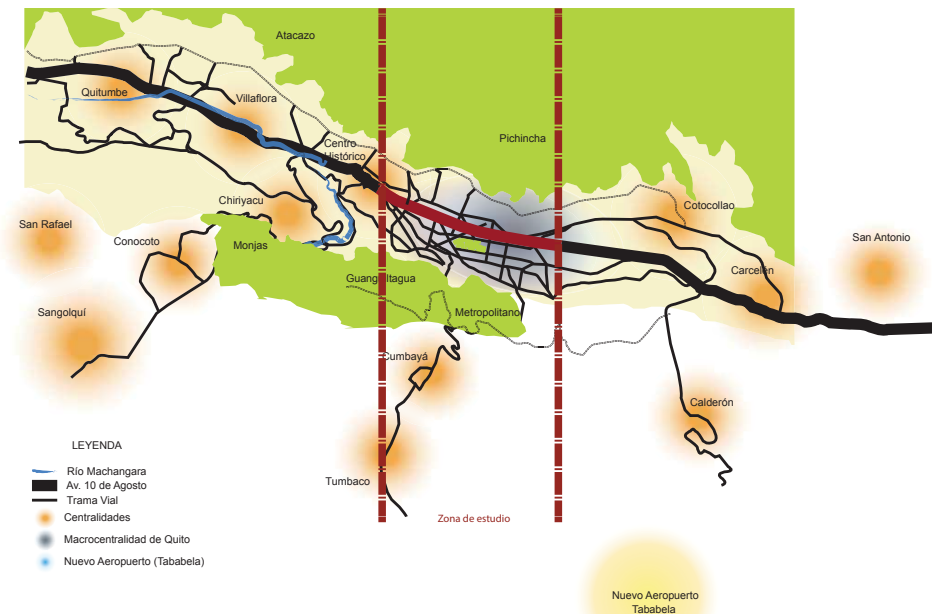 Atacazo
Quitumbe
Villaflora
Pichincha
Centro
Histórico
Chiriyacu
Cotocollao
San Rafael
San Antonio
Conocoto
Monjas
Carcelén
Guangüiltagua
Sangolquí
Metropolitano
Cumbayá
Calderón
Tumbaco
LEYENDA
Río Machangara
Av. 10 de Agosto
Trama Vial
Centralidades
Macrocentralidad de Quito
Nuevo Aeropuerto (Tababela)
Zona de estudio
Nuevo Aeropuerto
Tababela